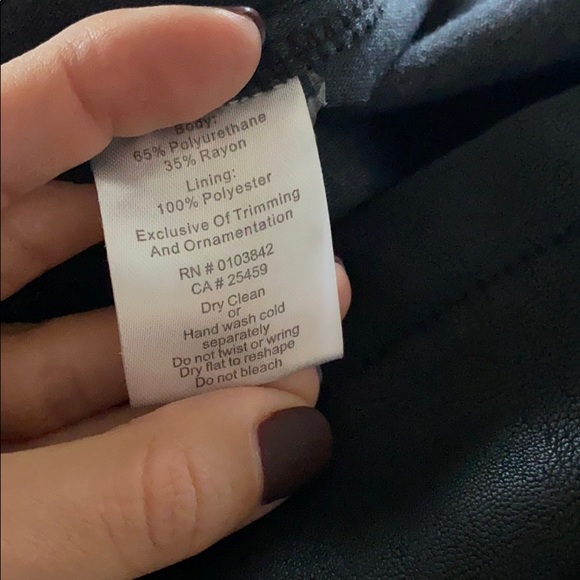 Body:
65% Polyurethane
35% Rayon
Lining:
100% Polyester
Exclusive Of Trimming
And Ornamentation
RN # 0103842
CA # 25459
Dry Clean
or
Hand wash cold
separately
Do not twist or wring
Dry flat to reshape
Do not bleach